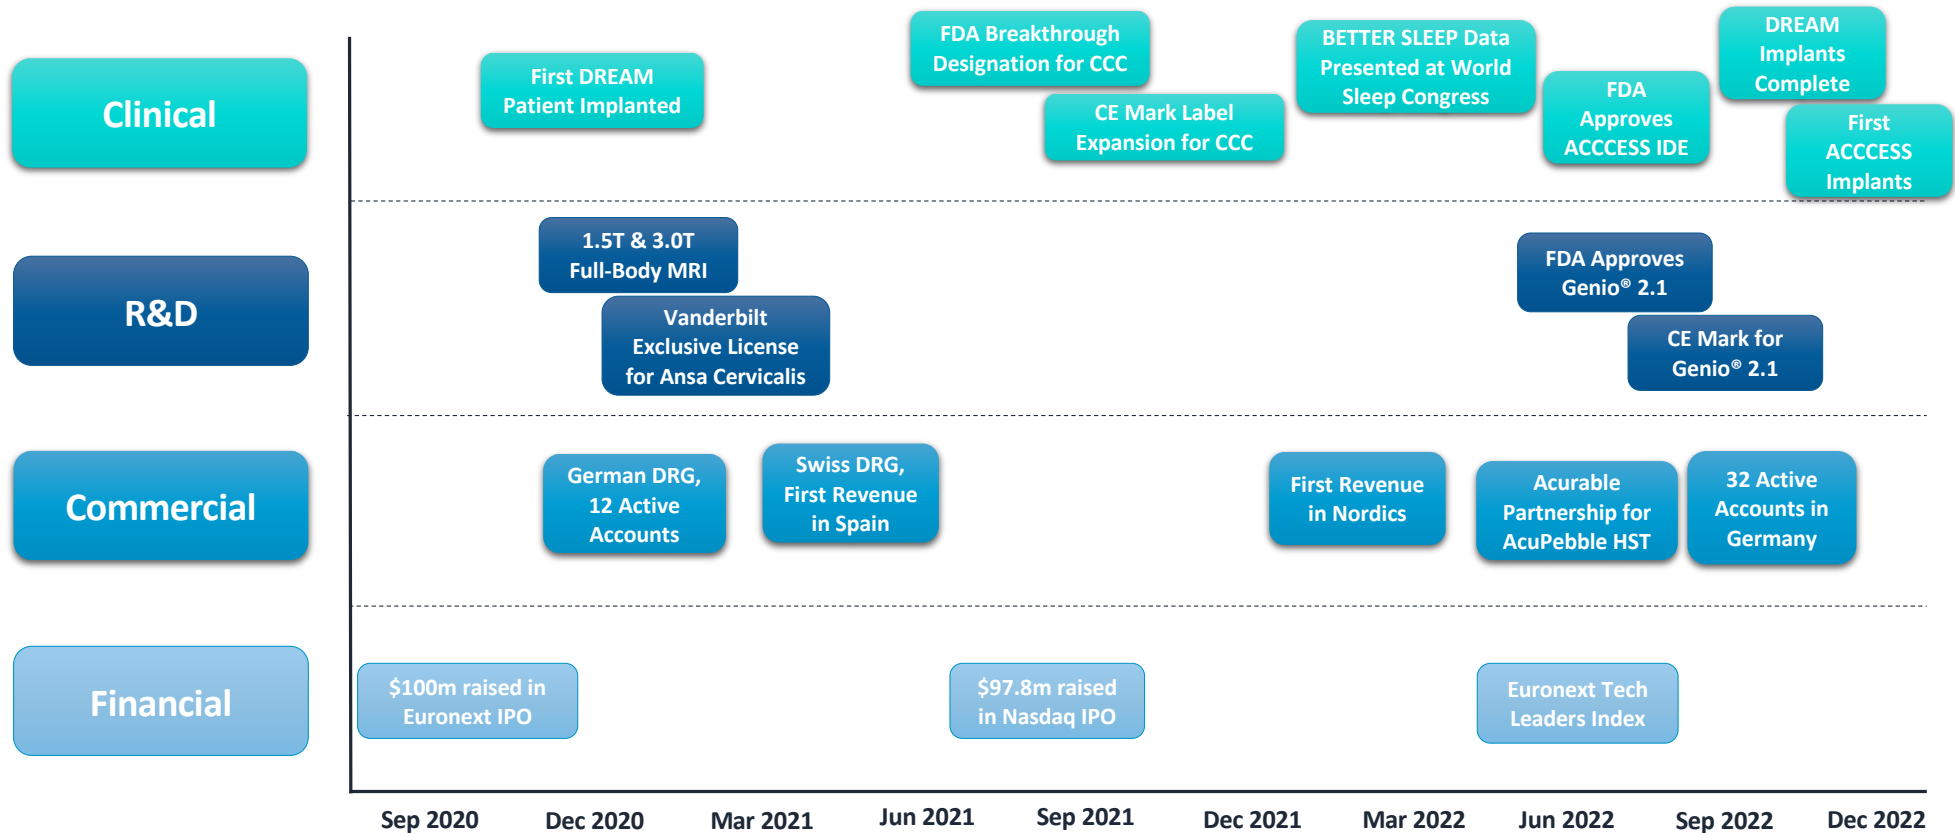 Clinical
First DREAM
Patient Implanted
FDA Breakthrough
Designation for CCC
CE Mark Label
Expansion for CCC
BETTER SLEEP Data
Presented at World
Sleep Congress
FDA
Approves
ACCCESS IDE
DREAM
Implants
Complete
First
ACCCESS
Implants
R&D
1.5T & 3.0T
Full-Body MRI
Vanderbilt
Exclusive License
for Ansa Cervicalis
FDA Approves
Genio® 2.1
CE Mark for
Genio® 2.1
Commercial
German DRG,
12 Active
Accounts
Swiss DRG,
First Revenue
in Spain
First Revenue
in Nordics
Acurable
Partnership for
AcuPebble HST
32 Active
Accounts in
Germany
Financial
$100m raised in
Euronext IPO
$97.8m raised
in Nasdaq IPO
Euronext Tech
Leaders Index
Sep 2020
Dec 2020
Mar 2021
Jun 2021
Sep 2021
Dec 2021
Mar 2022
Jun 2022
Sep 2022
Dec 2022